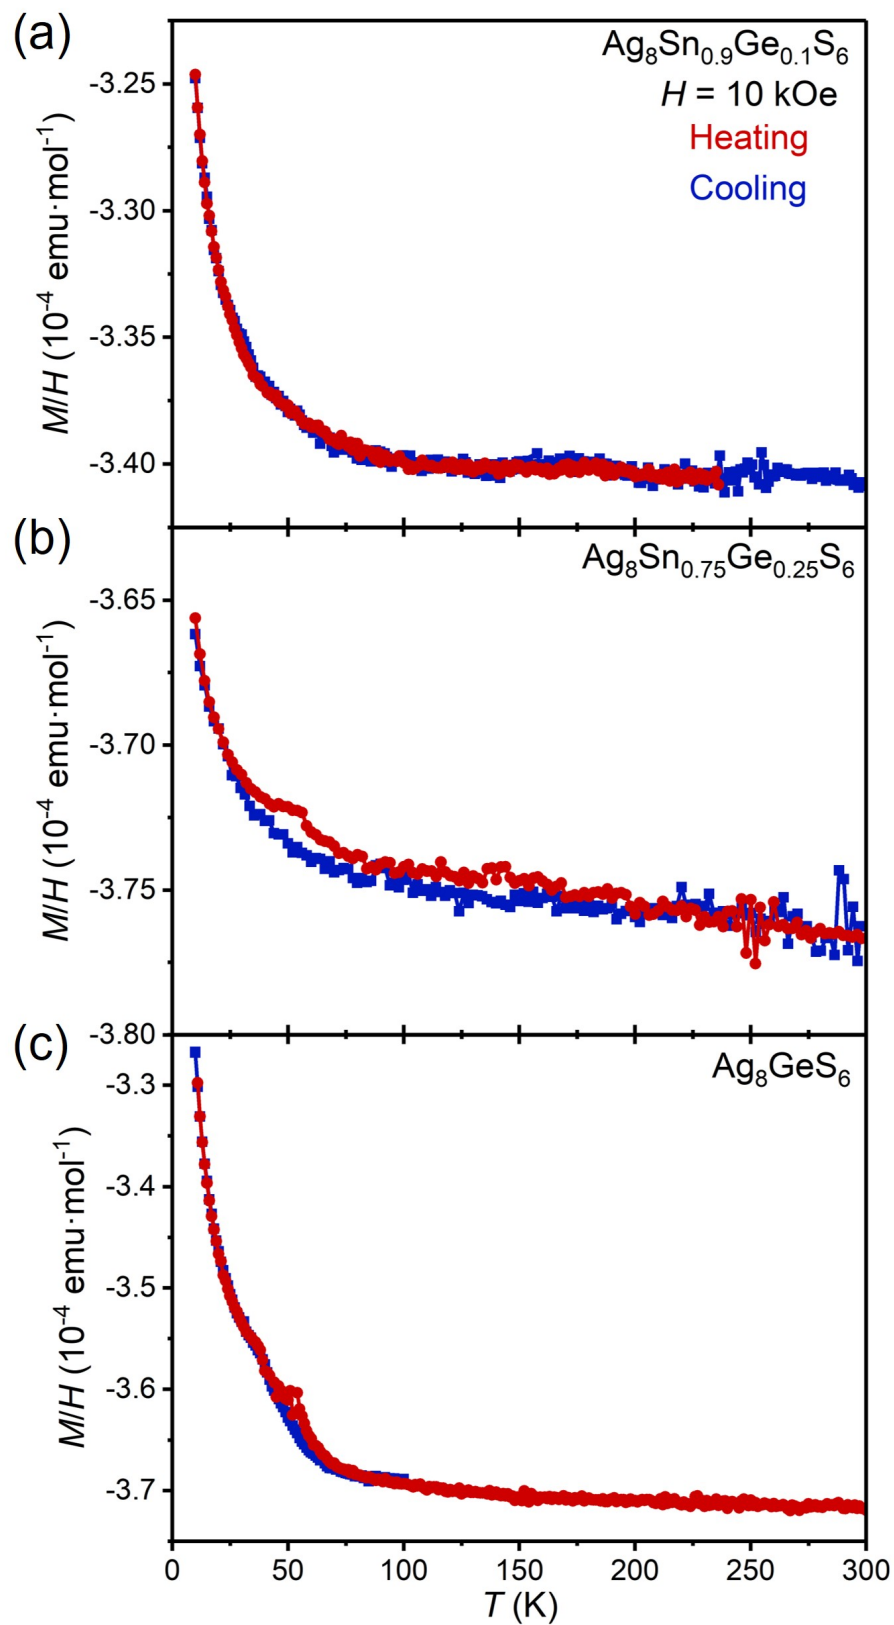 (a)
Ag₈Sn₀.₉Ge₀.₁S₆
H = 10 kOe
Heating
Cooling
-3.25
-3.30
-3.35
-3.40
M/H (10⁻⁴ emu·mol⁻¹)
(b)
Ag₈Sn₀.₇₅Ge₀.₂₅S₆
-3.65
-3.70
-3.75
-3.80
M/H (10⁻⁴ emu·mol⁻¹)
(c)
Ag₈GeS₆
-3.3
-3.4
-3.5
-3.6
-3.7
M/H (10⁻⁴ emu·mol⁻¹)
0 50 100 150 200 250 300
T (K)